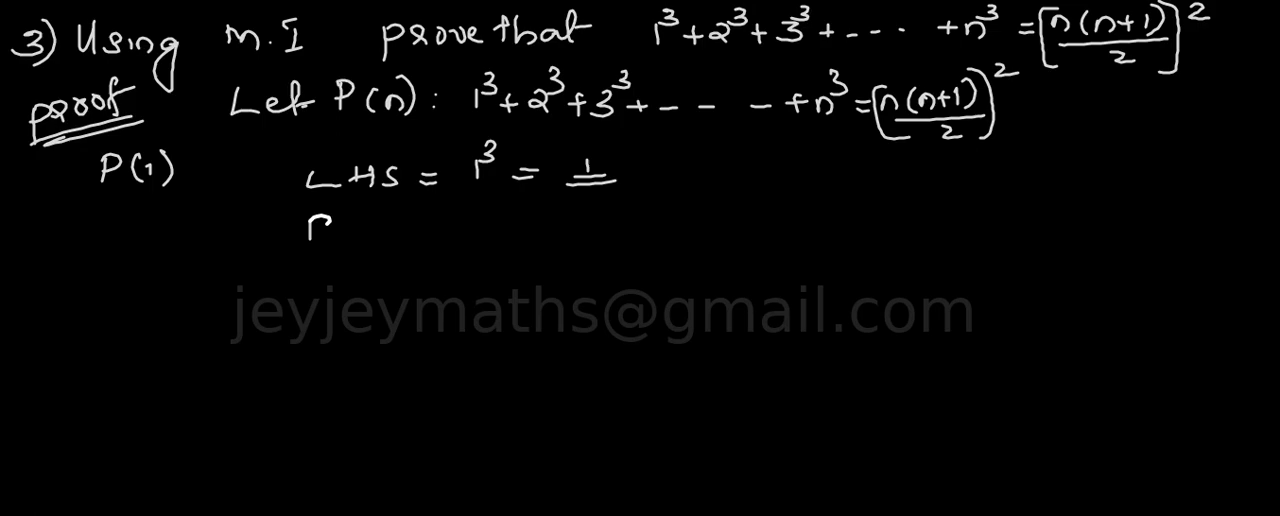 3) Using M.I prove that 1³+2³+3³+---· +n³ = [n(n+1)/2]²
proof Let P(n): 1³+2³+3³+-- - -+n³ = [n(n+1)/2]²
P(1) LHS = 1³ = 1
jeyjeymaths@gmail.com